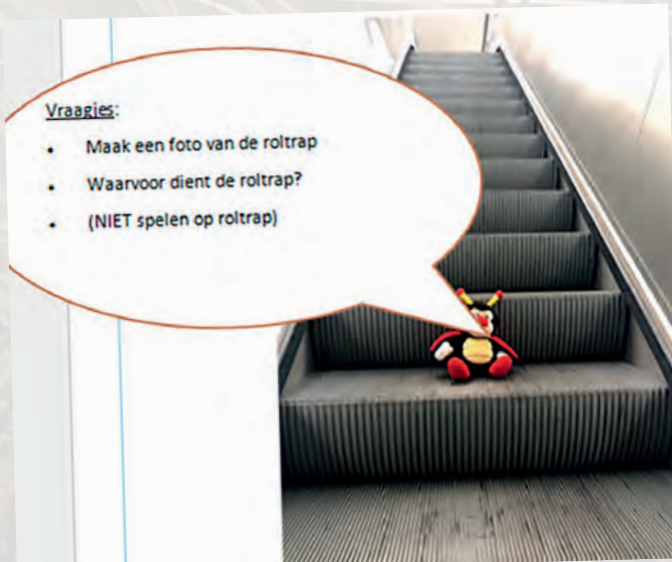 Vraagjes:
• Maak een foto van de roltrap
• Waarvoor dient de roltrap?
• (NIET spelen op roltrap)